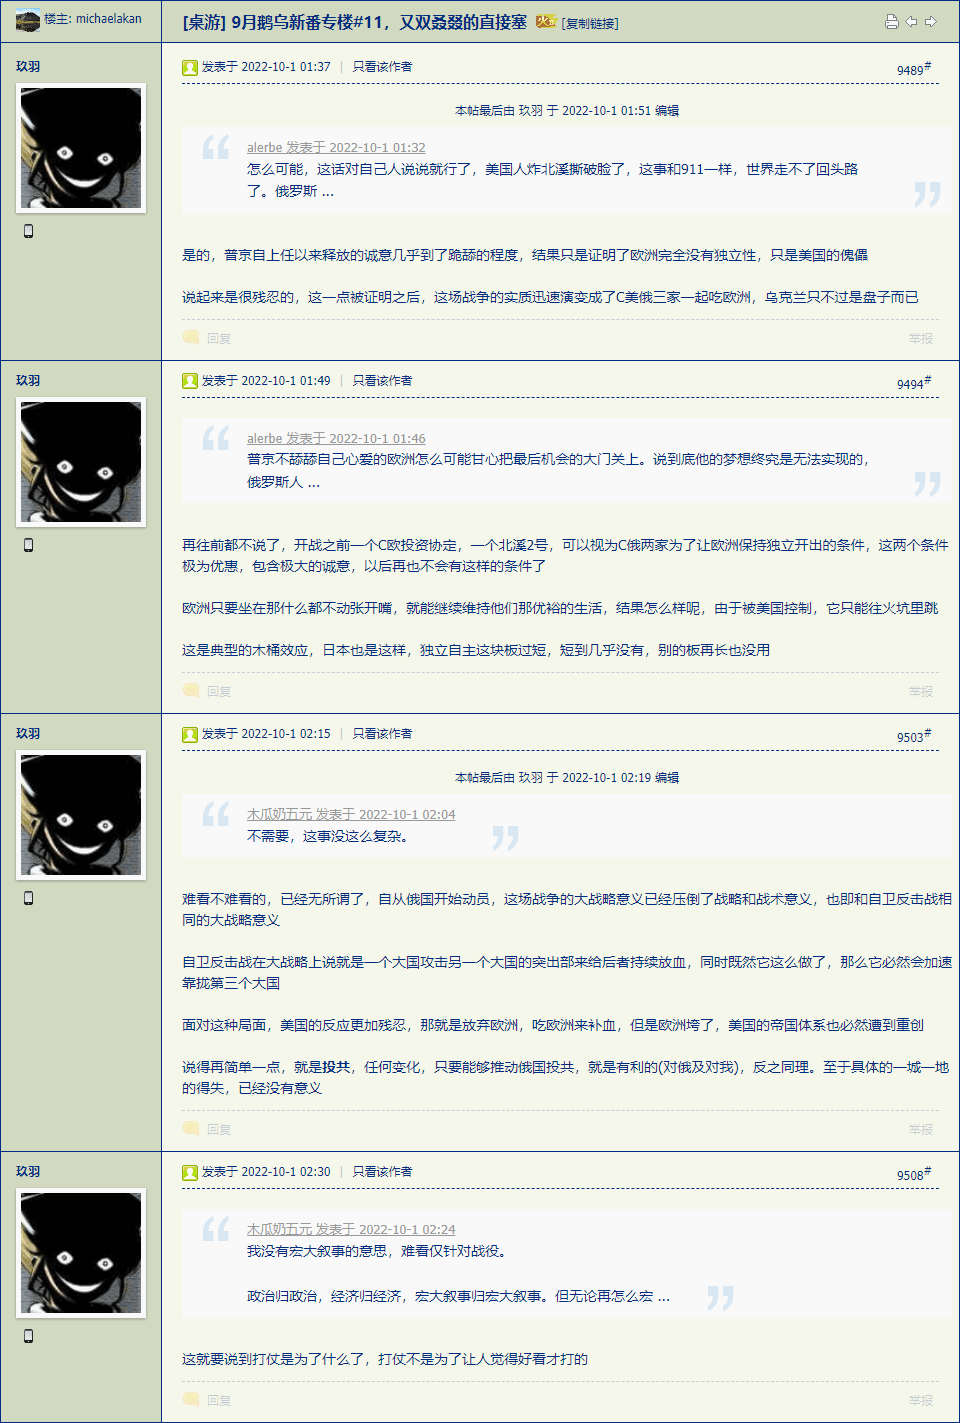 楼主: michaelakan
[桌游] 9月鹅乌新番专楼#11，又双叒叕的直接塞 火 [复制链接]
玖羽
发表于 2022-10-1 01:37 | 只看该作者
9489#
本帖最后由 玖羽 于 2022-10-1 01:51 编辑
alerbe 发表于 2022-10-1 01:32
怎么可能，这话对自己人说说就行了，美国人炸北溪撕破脸了，这事和911一样，世界走不了回头路
了。俄罗斯 ...
是的，普京自上任以来释放的诚意几乎到了跪舔的程度，结果只是证明了欧洲完全没有独立性，只是美国的傀儡
说起来是很残忍的，这一点被证明之后，这场战争的实质迅速演变成了C美俄三家一起吃欧洲，乌克兰只不过是盘子而已
回复
举报
玖羽
发表于 2022-10-1 01:49 | 只看该作者
9494#
alerbe 发表于 2022-10-1 01:46
普京不舔舔自己心爱的欧洲怎么可能甘心把最后机会的大门关上。说到底他的梦想终究是无法实现的，
俄罗斯人 ...
再往前都不说了，开战之前一个C欧投资协定，一个北溪2号，可以视为C俄两家为了让欧洲保持独立开出的条件，这两个条件
极为优惠，包含极大的诚意，以后再也不会有这样的条件了
欧洲只要坐在那什么都不动张开嘴，就能继续维持他们那优裕的生活，结果怎么样呢，由于被美国控制，它只能往火坑里跳
这是典型的木桶效应，日本也是这样，独立自主这块板过短，短到几乎没有，别的板再长也没用
回复
举报
玖羽
发表于 2022-10-1 02:15 | 只看该作者
9503#
本帖最后由 玖羽 于 2022-10-1 02:19 编辑
木瓜奶五元 发表于 2022-10-1 02:04
不需要，这事没这么复杂。
难看不难看的，已经无所谓了，自从俄国开始动员，这场战争的大战略意义已经压倒了战略和战术意义，也即和自卫反击战相
同的大战略意义
自卫反击战在大战略上说就是一个大国攻击另一个大国的突出部来给后者持续放血，同时既然它这么做了，那么它必然会加速
靠拢第三个大国
面对这种局面，美国的反应更加残忍，那就是放弃欧洲，吃欧洲来补血，但是欧洲垮了，美国的帝国体系也必然遭到重创
说得再简单一点，就是投共，任何变化，只要能够推动俄国投共，就是有利的(对俄及对我)，反之同理。至于具体的一城一地
的得失，已经没有意义
回复
举报
玖羽
发表于 2022-10-1 02:30 | 只看该作者
9508#
木瓜奶五元 发表于 2022-10-1 02:24
我没有宏大叙事的意思，难看仅针对战役。
政治归政治，经济归经济，宏大叙事归宏大叙事。但无论再怎么宏 ...
这就要说到打仗是为了什么了，打仗不是为了让人觉得好看才打的
回复
举报